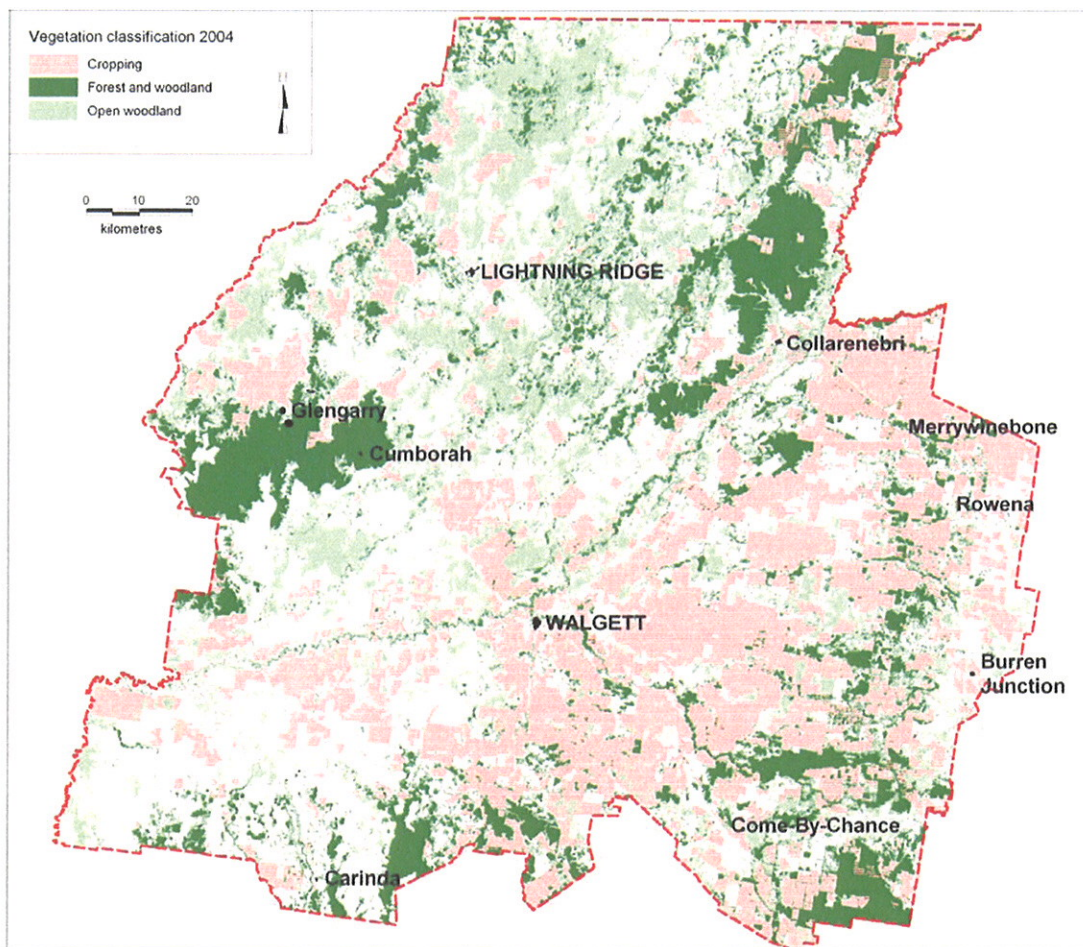 Vegetation classification 2004
Cropping
Forest and woodland
Open woodland
0 10 20
kilometres
LIGHTNING RIDGE
Collarenebri
Glengarry
Merrywinebone
Cumborah
Rowena
WALGETT
Burren
Junction
Come-By-Chance
Carinda